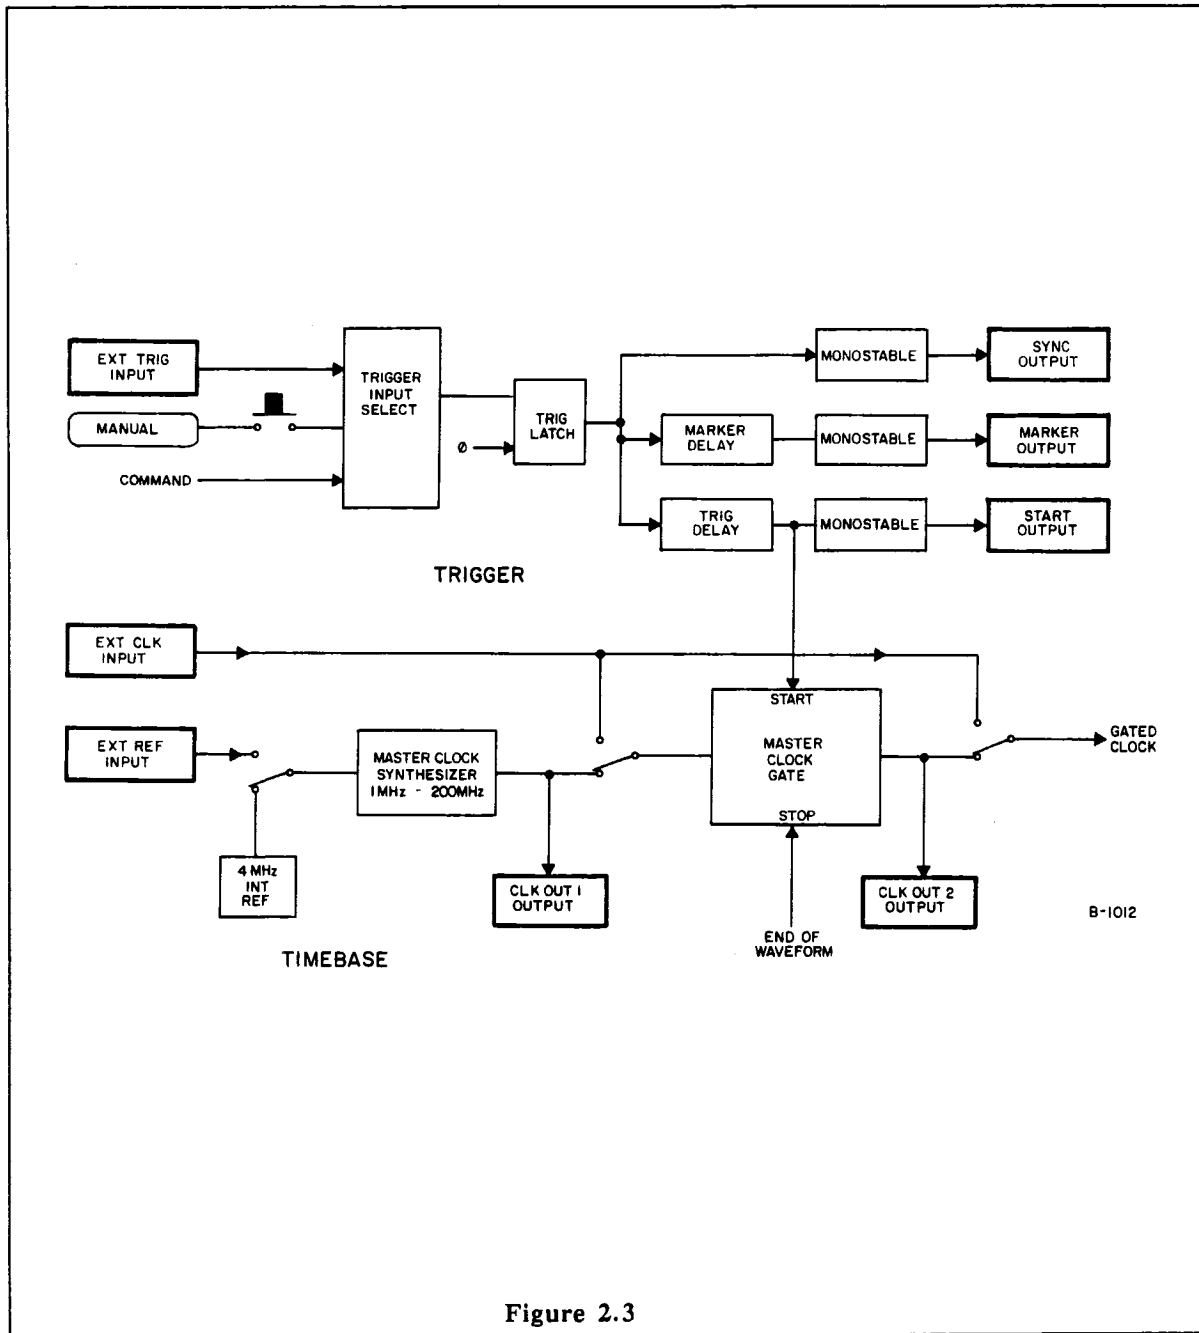 EXT TRIG
INPUT
MANUAL
COMMAND
TRIGGER
INPUT
SELECT
Ø
TRIG
LATCH
MONOSTABLE
SYNC
OUTPUT
MARKER
DELAY
MONOSTABLE
MARKER
OUTPUT
TRIG
DELAY
MONOSTABLE
START
OUTPUT
TRIGGER
EXT CLK
INPUT
EXT REF
INPUT
4 MHz
INT
REF
MASTER CLOCK
SYNTHESIZER
1MHz - 200MHz
CLK OUT 1
OUTPUT
START
MASTER
CLOCK
GATE
STOP
END OF
WAVEFORM
CLK OUT 2
OUTPUT
GATED
CLOCK
B-1012
TIMEBASE
Figure 2.3